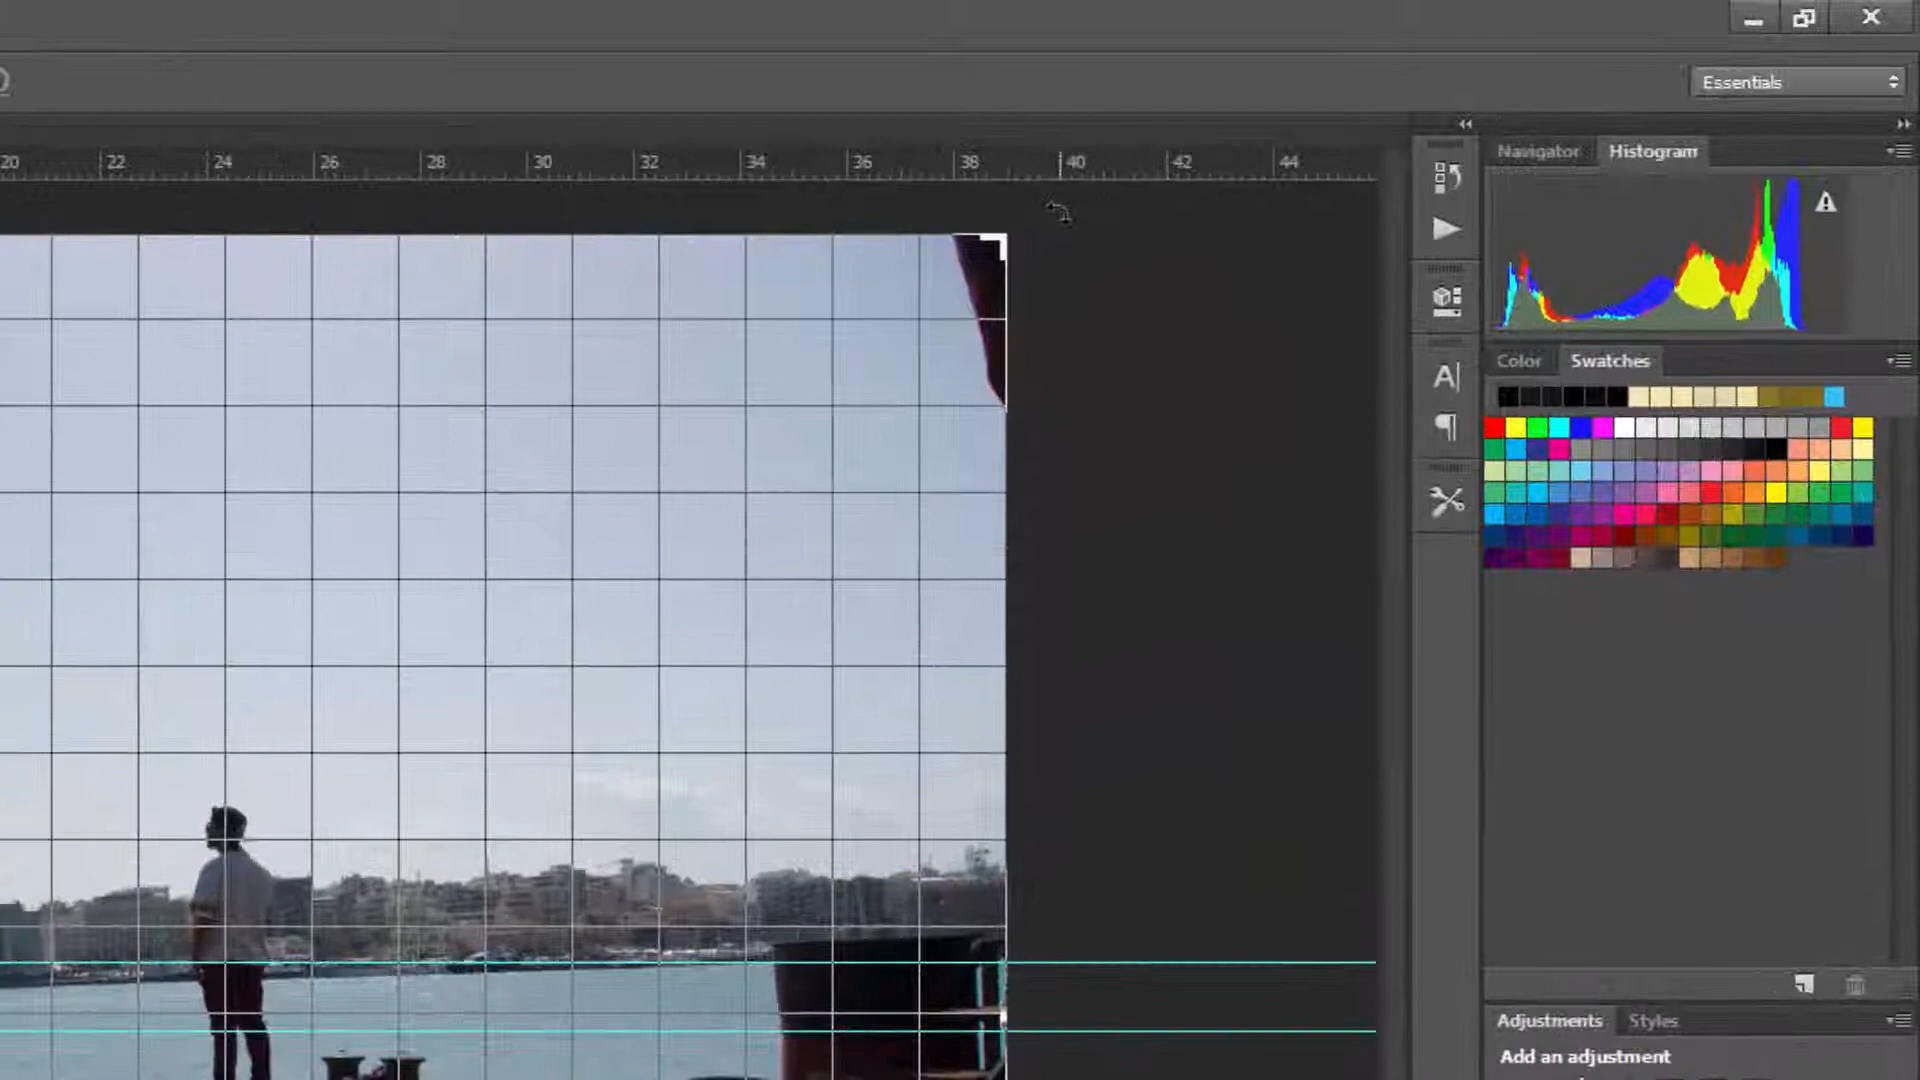 Essentials
20 22 24 26 28 30 32 34 36 38 40 42 44
Navigator Histogram
Color Swatches
A
Adjustments Styles
Add an adjustment